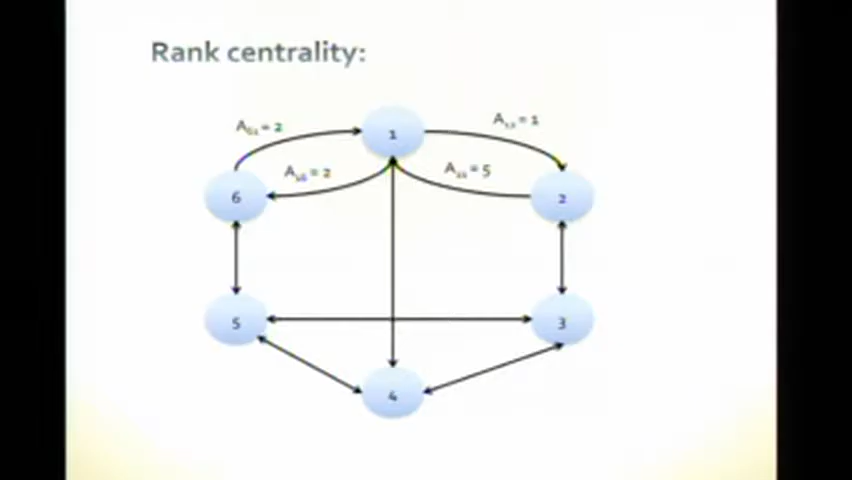 Rank centrality:
A₆₁ = 2
A₁₂ = 1
1
A₁₆ = 2
A₂₁ = 5
6
2
5
3
4